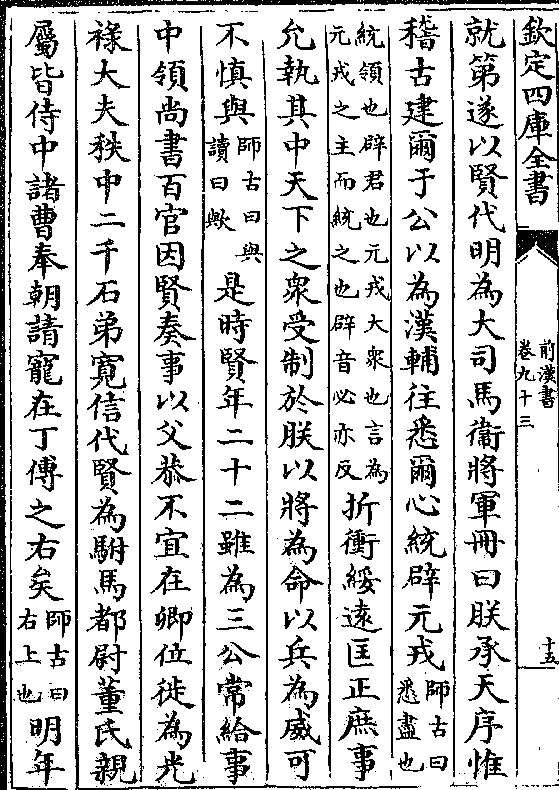 欽定四庫全書
前漢書
卷九十三
十五
就第遂以賢代明為大司馬衞將軍冊曰朕承天序惟
稽古建爾于公以為漢輔往悉爾心統辟元戎師古曰悉盡也
統領也辟君也元戎大衆也言為元戎之主而統之也辟音必亦反折衝綏遠匡正庶事
允執其中天下之衆受制於朕以將為命以兵為威可
不慎與師古曰與讀曰歟是時賢年二十二雖為三公常給事
中領尚書百官因賢奏事以父恭不宜在卿位徙為光
祿大夫秩中二千石弟寛信代賢為駙馬都尉董氏親
屬皆侍中諸曹奉朝請寵在丁傅之右矣師古曰右上也明年